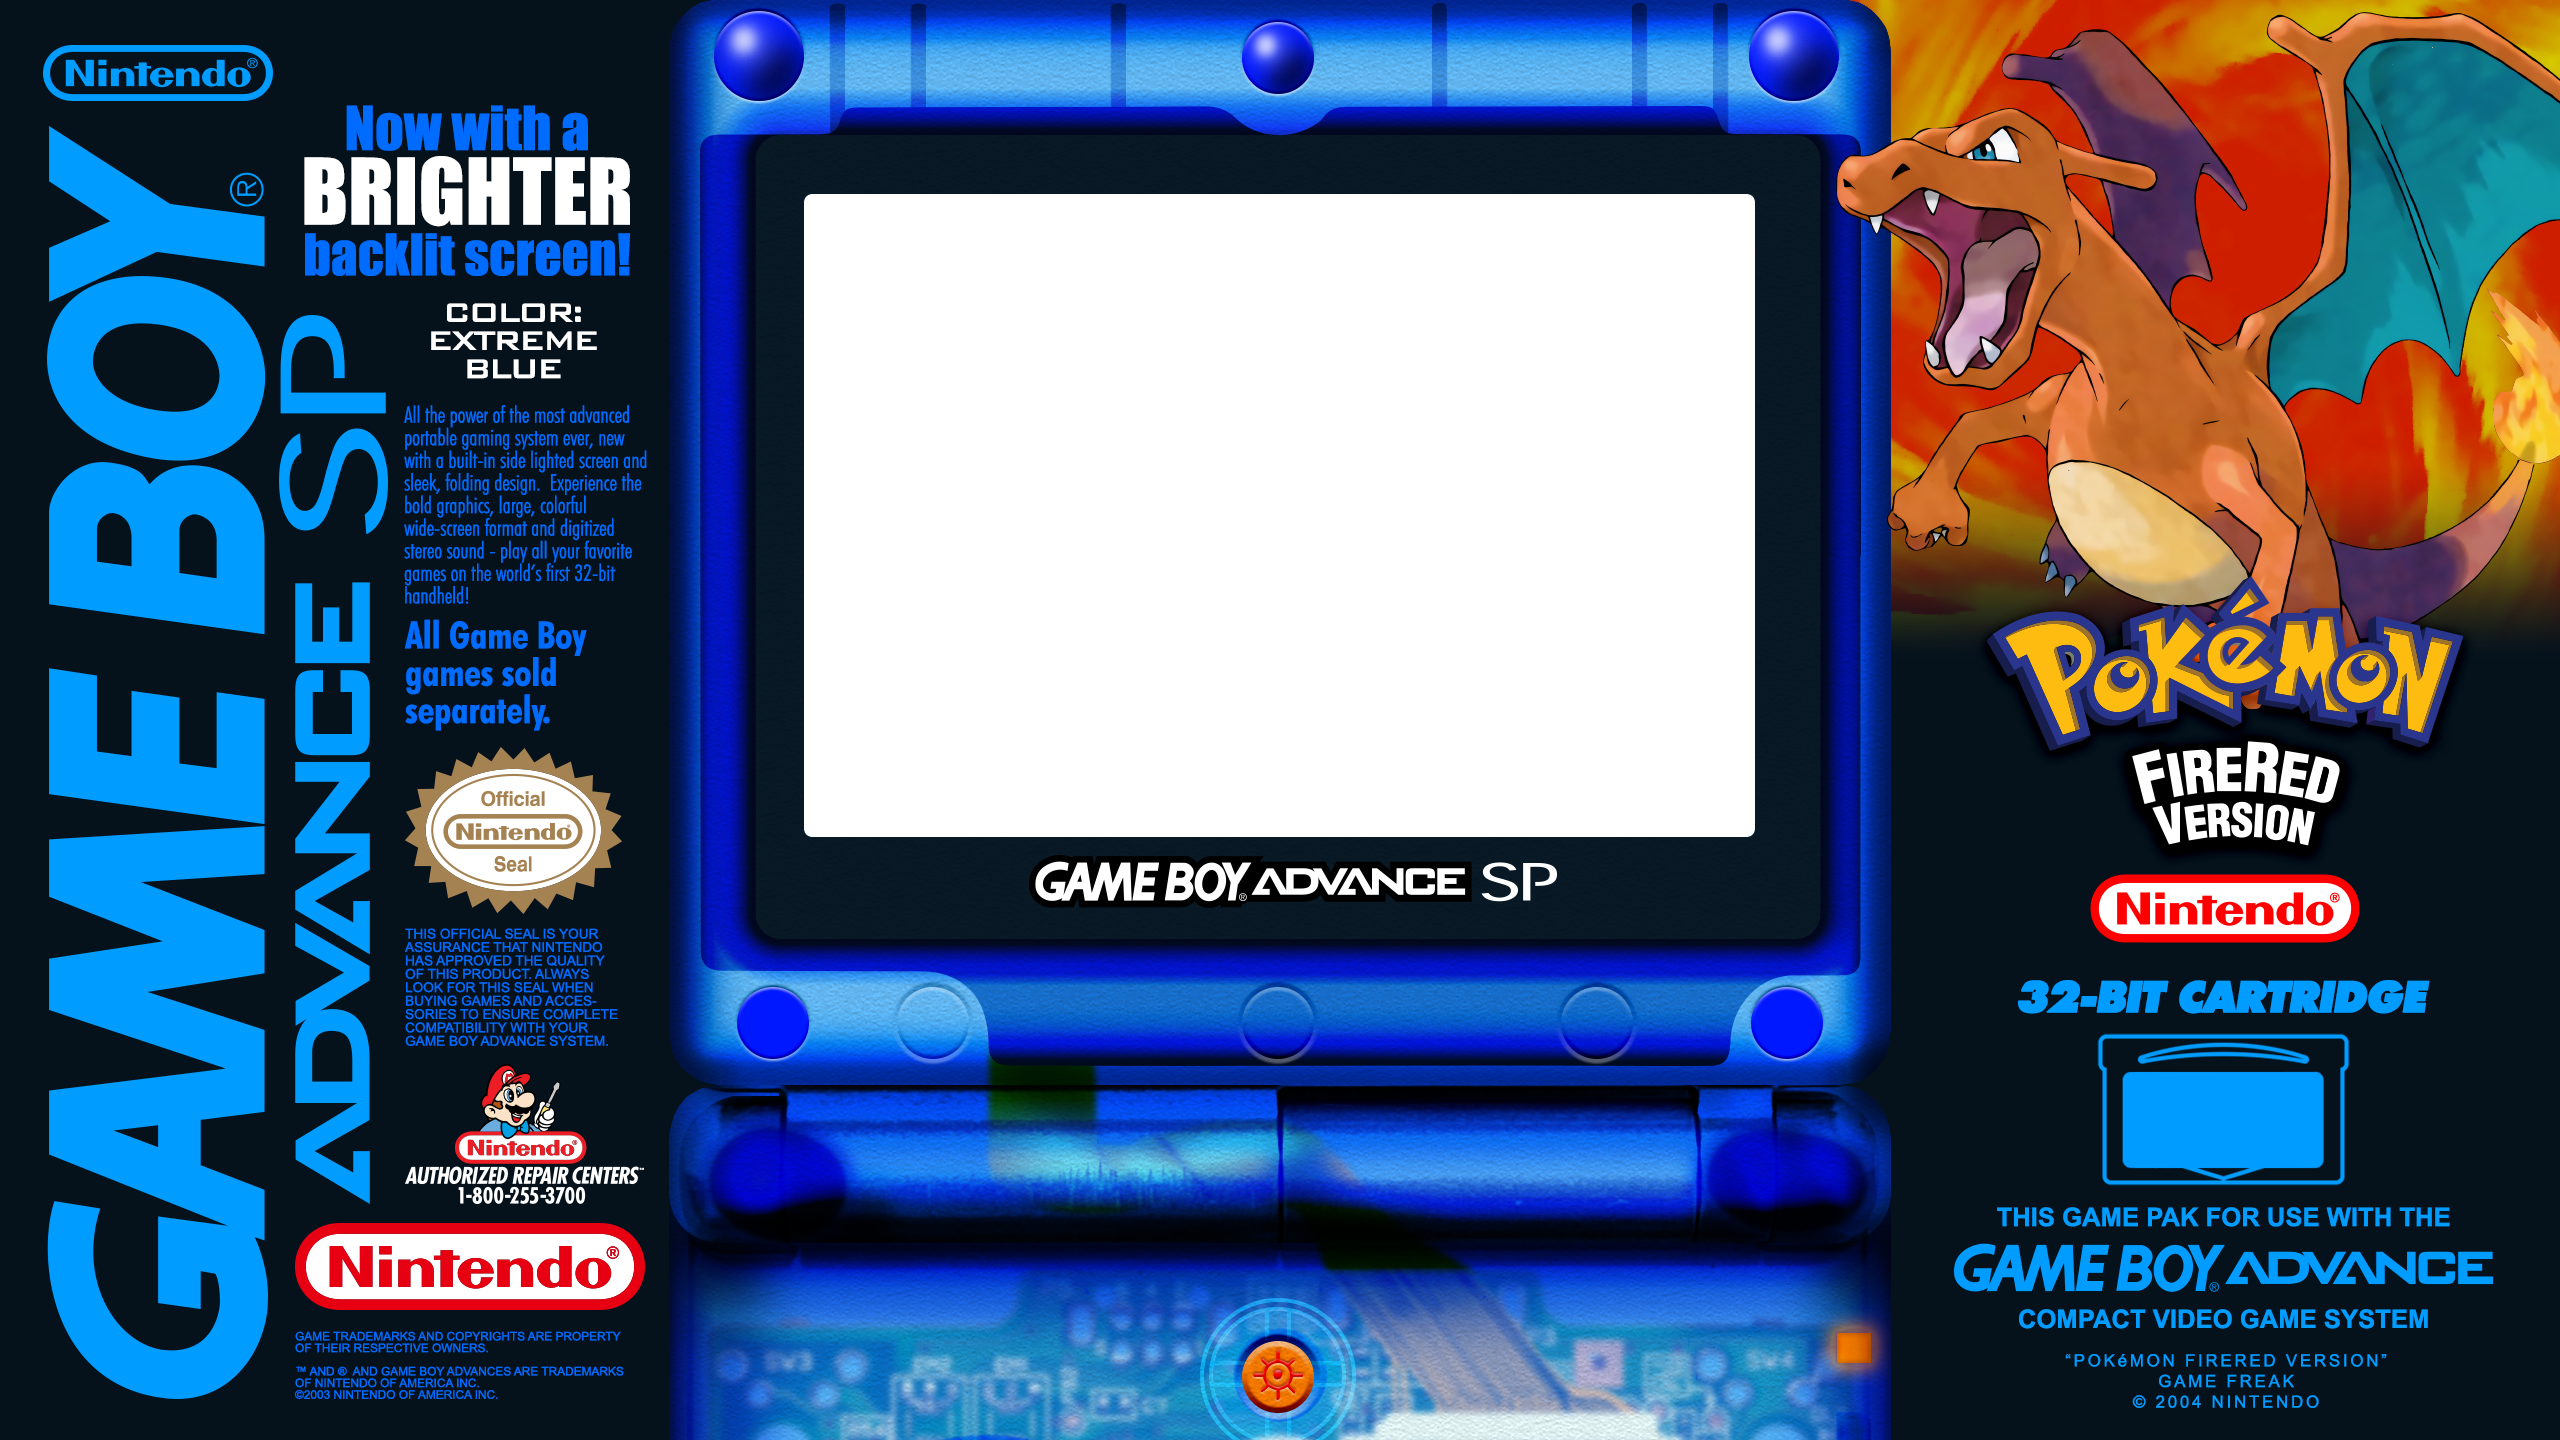 Nintendo®
GAME BOY®
ADVANCE SP
Now with a
BRIGHTER
backlit screen!
COLOR:
EXTREME
BLUE
All the power of the most advanced
portable gaming system ever, new
with a built-in side lighted screen and
sleek, folding design. Experience the
bold graphics, large, colorful
wide-screen format and digitized
stereo sound - play all your favorite
games on the world's first 32-bit
handheld!
All Game Boy
games sold
separately.
Official
Nintendo
Seal
THIS OFFICIAL SEAL IS YOUR
ASSURANCE THAT NINTENDO
HAS APPROVED THE QUALITY
OF THIS PRODUCT. ALWAYS
LOOK FOR THIS SEAL WHEN
BUYING GAMES AND ACCES-
SORIES TO ENSURE COMPLETE
COMPATIBILITY WITH YOUR
GAME BOY ADVANCE SYSTEM.
M
Nintendo®
AUTHORIZED REPAIR CENTERS™
1-800-255-3700
Nintendo®
GAME TRADEMARKS AND COPYRIGHTS ARE PROPERTY
OF THEIR RESPECTIVE OWNERS.
™ AND ® AND GAME BOY ADVANCES ARE TRADEMARKS
OF NINTENDO OF AMERICA INC.
©2003 NINTENDO OF AMERICA INC.
GAME BOY® ADVANCE SP
POKéMON
FIRERED
VERSION
Nintendo®
32-BIT CARTRIDGE
THIS GAME PAK FOR USE WITH THE
GAME BOY® ADVANCE
COMPACT VIDEO GAME SYSTEM
“POKéMON FIRERED VERSION”
GAME FREAK
© 2004 NINTENDO